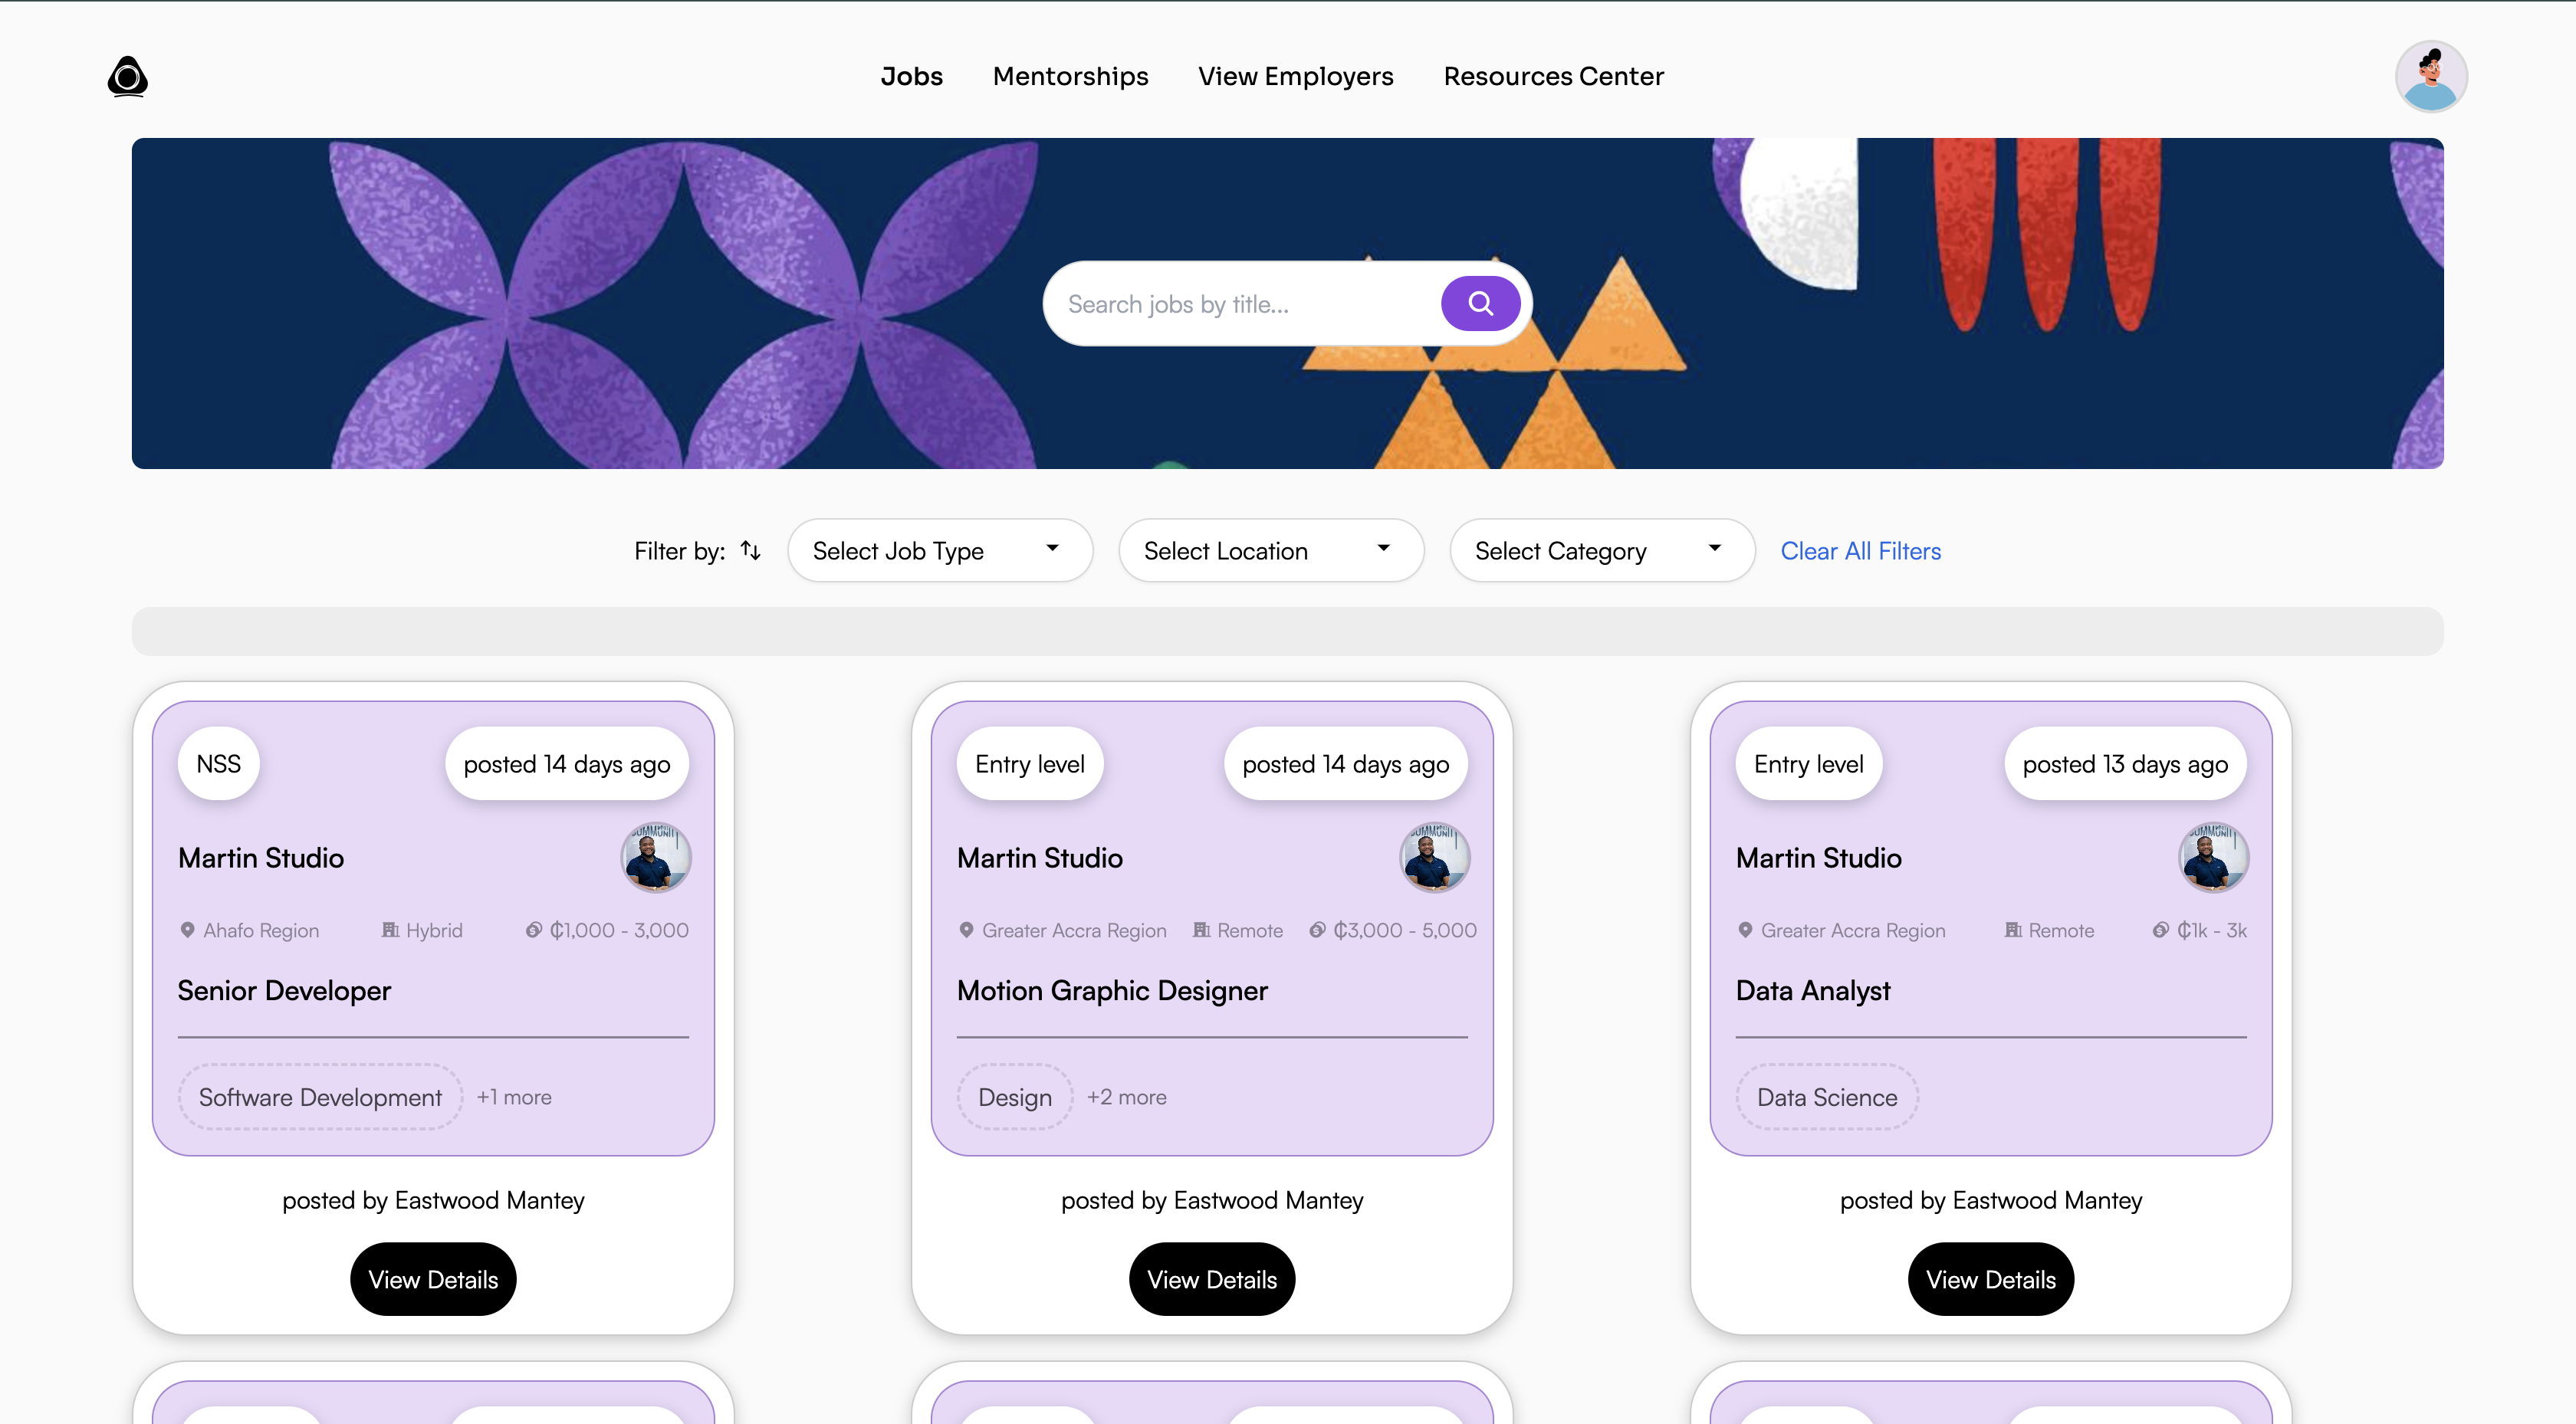 Jobs Mentorships View Employers Resources Center
Search jobs by title...
Filter by: Select Job Type Select Location Select Category Clear All Filters
NSS posted 14 days ago
Martin Studio
Ahafo Region Hybrid ₵1,000 - 3,000
Senior Developer
Software Development +1 more
posted by Eastwood Mantey
View Details
Entry level posted 14 days ago
Martin Studio
Greater Accra Region Remote ₵3,000 - 5,000
Motion Graphic Designer
Design +2 more
posted by Eastwood Mantey
View Details
Entry level posted 13 days ago
Martin Studio
Greater Accra Region Remote ₵1k - 3k
Data Analyst
Data Science
posted by Eastwood Mantey
View Details